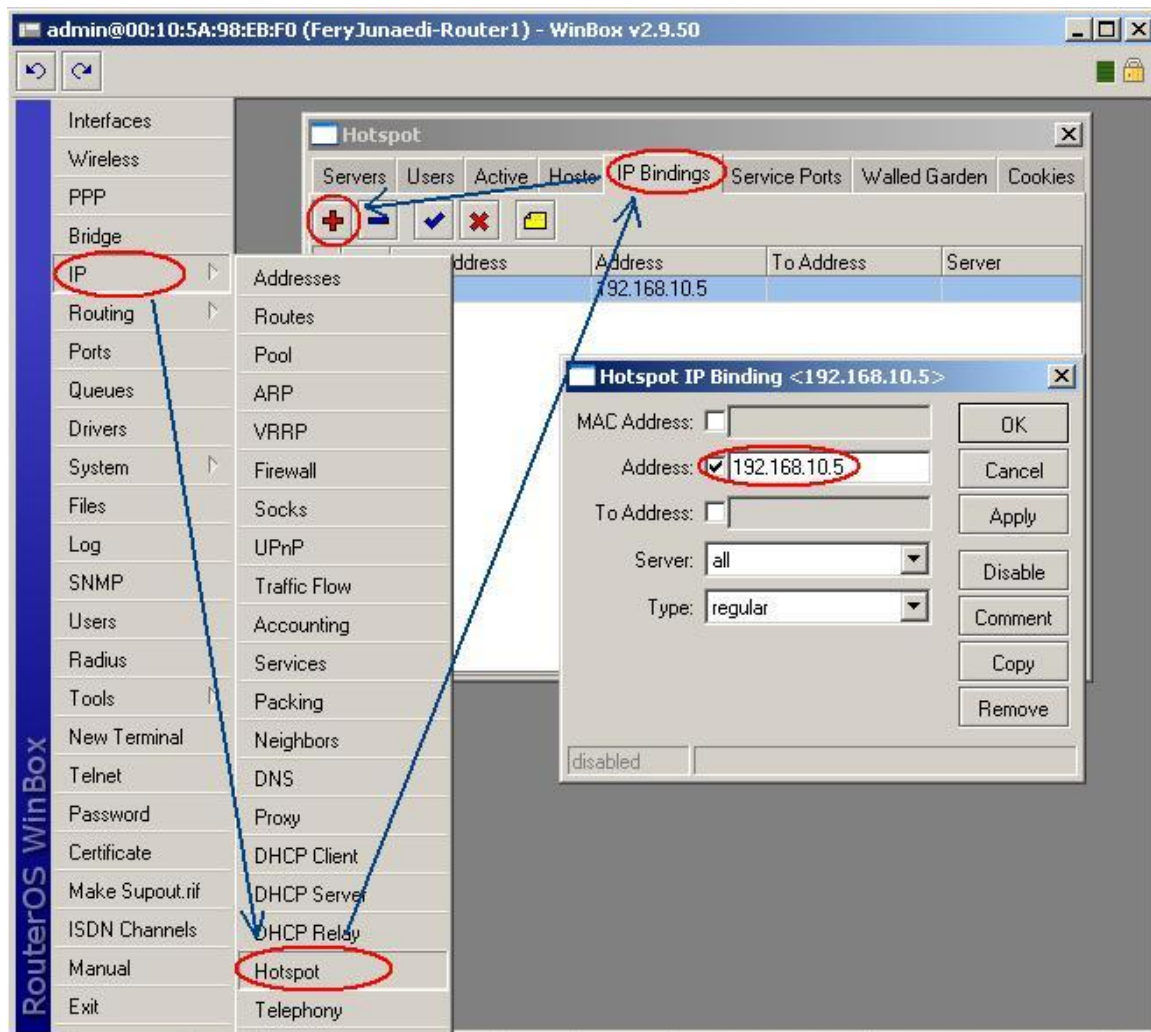 admin@00:10:5A:98:EB:F0 (FeryJunaedi-Router1) - WinBox v2.9.50
Interfaces
Wireless
PPP
Bridge
IP
Routing
Ports
Queues
Drivers
System
Files
Log
SNMP
Users
Radius
Tools
New Terminal
Telnet
Password
Certificate
Make Supout.rif
ISDN Channels
Manual
Exit
RouterOS WinBox
Addresses
Routes
Pool
ARP
VRRP
Firewall
Socks
UPnP
Traffic Flow
Accounting
Services
Packing
Neighbors
DNS
Proxy
DHCP Client
DHCP Server
DHCP Relay
Hotspot
Telephony
Hotspot
Servers Users Active Hosts IP Bindings Service Ports Walled Garden Cookies
ddress Address To Address Server
192.168.10.5
Hotspot IP Binding <192.168.10.5>
MAC Address:
Address: 192.168.10.5
To Address:
Server: all
Type: regular
OK
Cancel
Apply
Disable
Comment
Copy
Remove
disabled